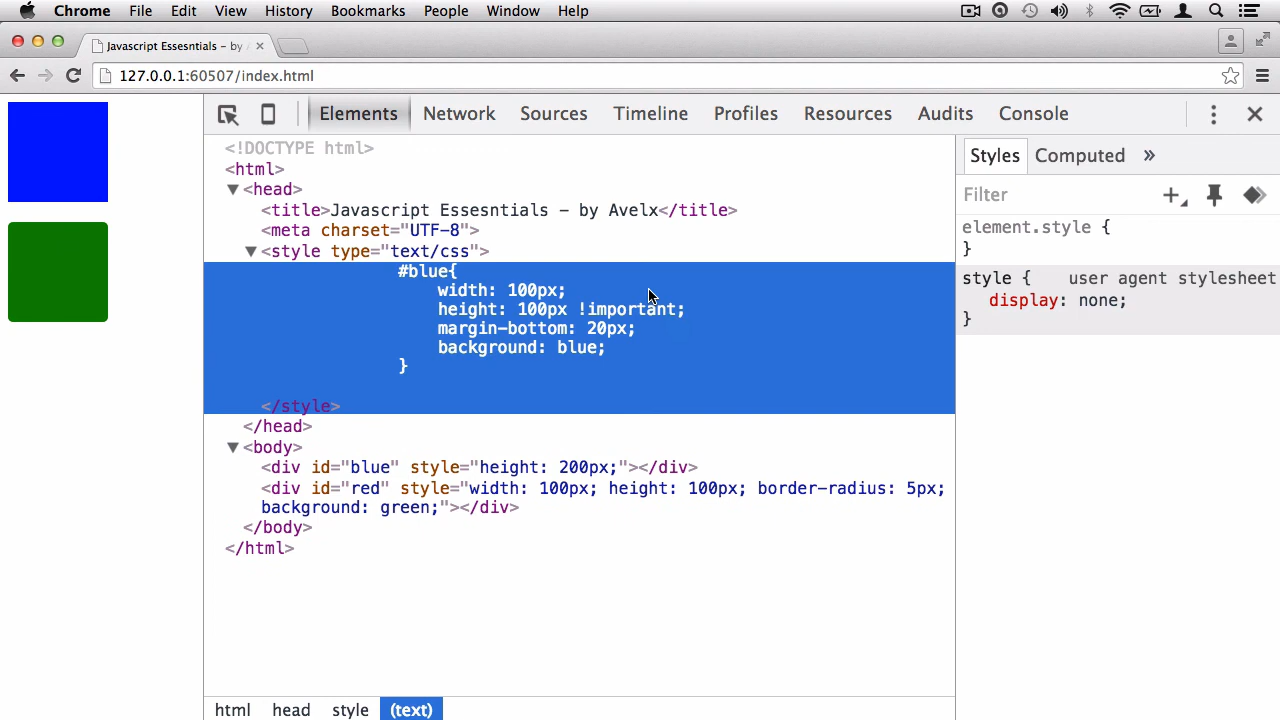 Chrome File Edit View History Bookmarks People Window Help
Javascript Essesntials - by A
127.0.0.1:60507/index.html
Elements Network Sources Timeline Profiles Resources Audits Console
<!DOCTYPE html>
<html>
<head>
<title>Javascript Essesntials - by Avelx</title>
<meta charset="UTF-8">
<style type="text/css">
#blue{
width: 100px;
height: 100px !important;
margin-bottom: 20px;
background: blue;
}
</style>
</head>
<body>
<div id="blue" style="height: 200px;"></div>
<div id="red" style="width: 100px; height: 100px; border-radius: 5px;
background: green;"></div>
</body>
</html>
html head style (text)
Styles Computed »
Filter
element.style {
}
style { user agent stylesheet
display: none;
}